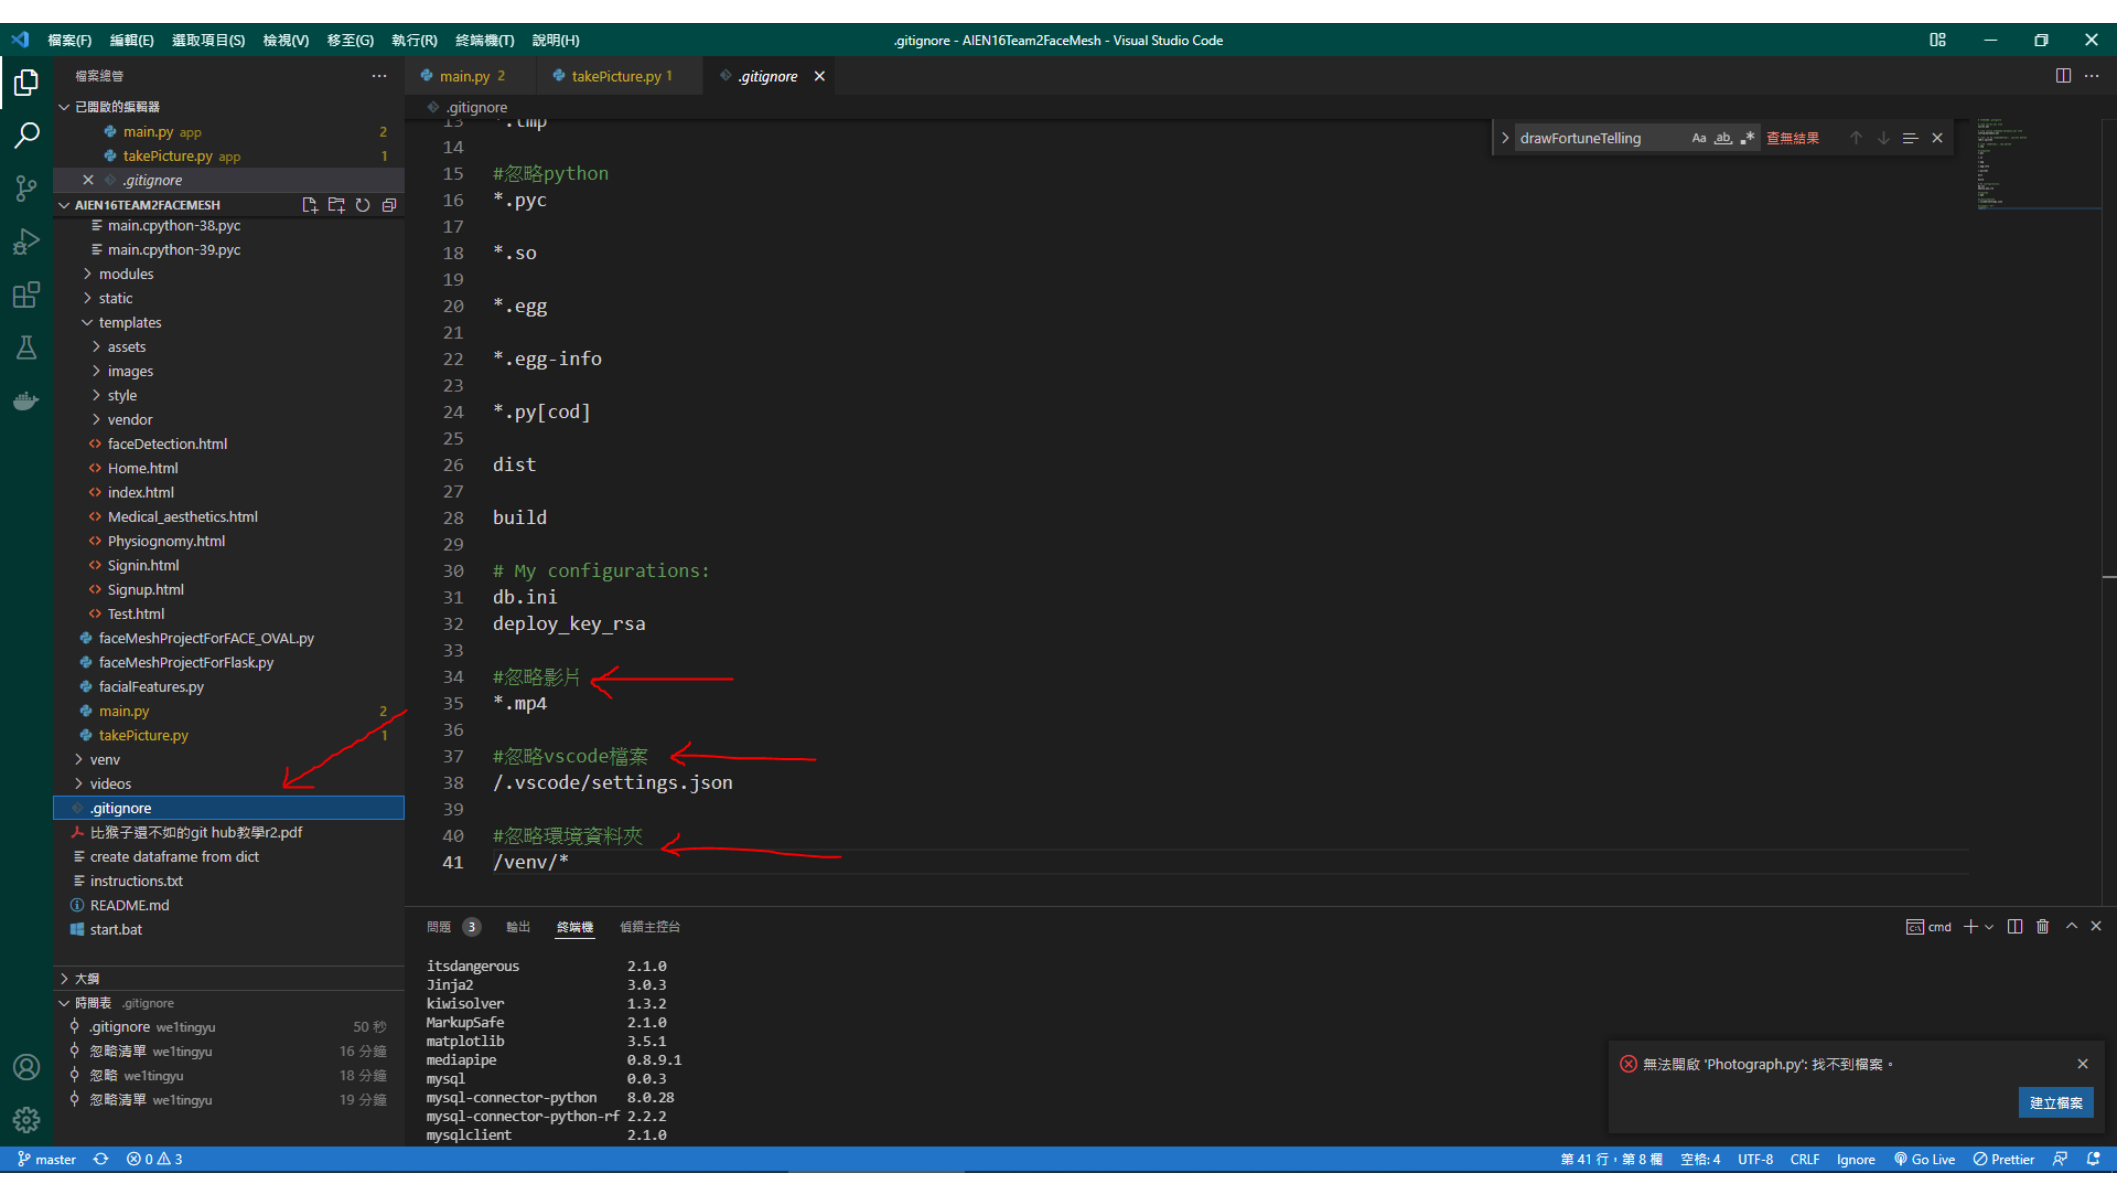 檔案(F) 編輯(E) 選取項目(S) 檢視(V) 移至(G) 執行(R) 終端機(T) 說明(H)
.gitignore - AIEN16Team2FaceMesh - Visual Studio Code
檔案總管
main.py 2
takePicture.py 1
.gitignore
已開啟的編輯器
main.py app 2
takePicture.py app 1
.gitignore
AIEN16TEAM2FACEMESH
main.cpython-38.pyc
main.cpython-39.pyc
modules
static
templates
assets
images
style
vendor
faceDetection.html
Home.html
index.html
Medical_aesthetics.html
Physiognomy.html
Signin.html
Signup.html
Test.html
faceMeshProjectForFACE_OVAL.py
faceMeshProjectForFlask.py
facialFeatures.py
main.py 2
takePicture.py 1
venv
videos
.gitignore
比猴子還不如的git hub教學r2.pdf
create dataframe from dict
instructions.txt
README.md
start.bat
大綱
時間表 .gitignore
.gitignore we1tingyu 50 秒
忽略清單 we1tingyu 16 分鐘
忽略 we1tingyu 18 分鐘
忽略清單 we1tingyu 19 分鐘
.gitignore
13 *.tmp
14
15 #忽略python
16 *.pyc
17
18 *.so
19
20 *.egg
21
22 *.egg-info
23
24 *.py[cod]
25
26 dist
27
28 build
29
30 # My configurations:
31 db.ini
32 deploy_key_rsa
33
34 #忽略影片
35 *.mp4
36
37 #忽略vscode檔案
38 /.vscode/settings.json
39
40 #忽略環境資料夾
41 /venv/*
drawFortuneTelling Aa ab 查無結果
問題 3 輸出 終端機 偵錯主控台
cmd
itsdangerous 2.1.0
Jinja2 3.0.3
kiwisolver 1.3.2
MarkupSafe 2.1.0
matplotlib 3.5.1
mediapipe 0.8.9.1
mysql 0.0.3
mysql-connector-python 8.0.28
mysql-connector-python-rf 2.2.2
mysqlclient 2.1.0
無法開啟 'Photograph.py': 找不到檔案。
建立檔案
master 0 3
第 41 行，第 8 欄 空格: 4 UTF-8 CRLF Ignore Go Live Prettier